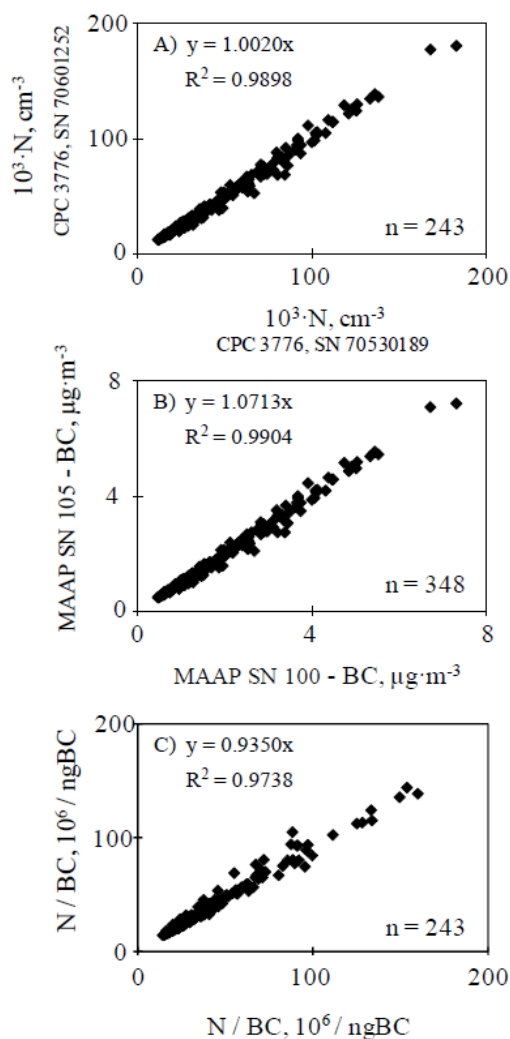 200
A) y = 1.0020x
R² = 0.9898
10³·N, cm⁻³
CPC 3776, SN 70601252
100
n = 243
0
0 100 200
10³·N, cm⁻³
CPC 3776, SN 70530189
8
B) y = 1.0713x
R² = 0.9904
MAAP SN 105 - BC, µg·m⁻³
4
n = 348
0
0 4 8
MAAP SN 100 - BC, µg·m⁻³
200
C) y = 0.9350x
R² = 0.9738
N / BC, 10⁶ / ngBC
100
n = 243
0
0 100 200
N / BC, 10⁶ / ngBC